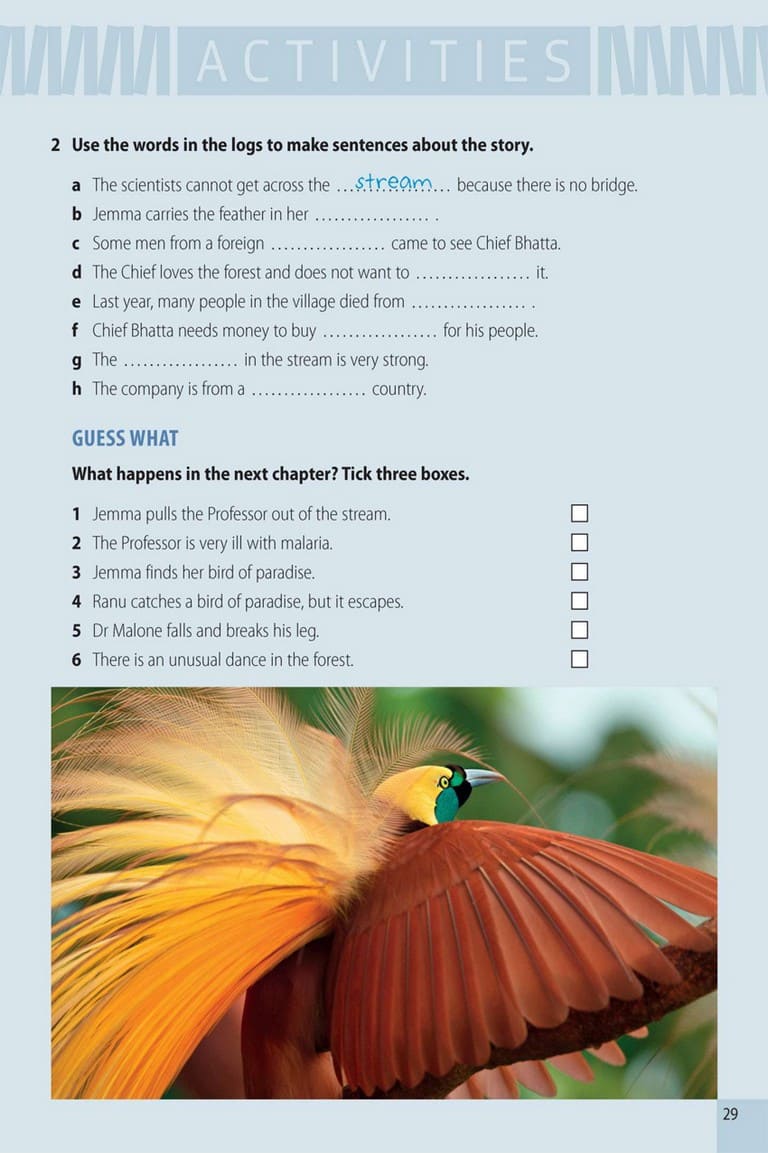 ACTIVITIES
2 Use the words in the logs to make sentences about the story.
a The scientists cannot get across the ...stream... because there is no bridge.
b Jemma carries the feather in her .................. .
c Some men from a foreign .................. came to see Chief Bhatta.
d The Chief loves the forest and does not want to .................. it.
e Last year, many people in the village died from .................. .
f Chief Bhatta needs money to buy .................. for his people.
g The .................. in the stream is very strong.
h The company is from a .................. country.
GUESS WHAT
What happens in the next chapter? Tick three boxes.
1 Jemma pulls the Professor out of the stream.
2 The Professor is very ill with malaria.
3 Jemma finds her bird of paradise.
4 Ranu catches a bird of paradise, but it escapes.
5 Dr Malone falls and breaks his leg.
6 There is an unusual dance in the forest.
29